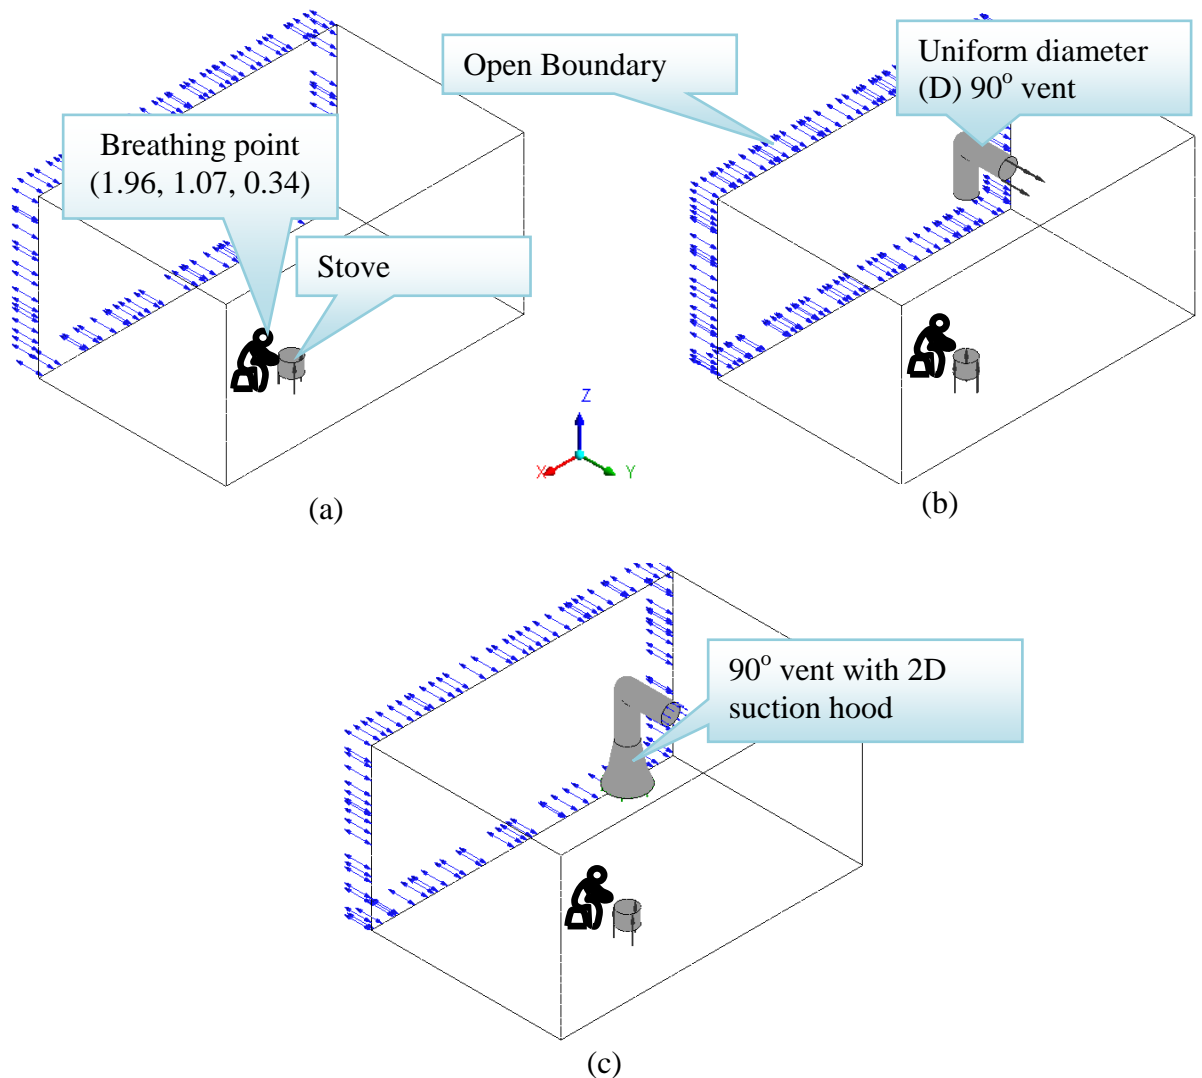 Open Boundary
Uniform diameter
(D) 90° vent
Breathing point
(1.96, 1.07, 0.34)
Stove
Z
X
Y
(a)
(b)
90° vent with 2D
suction hood
(c)